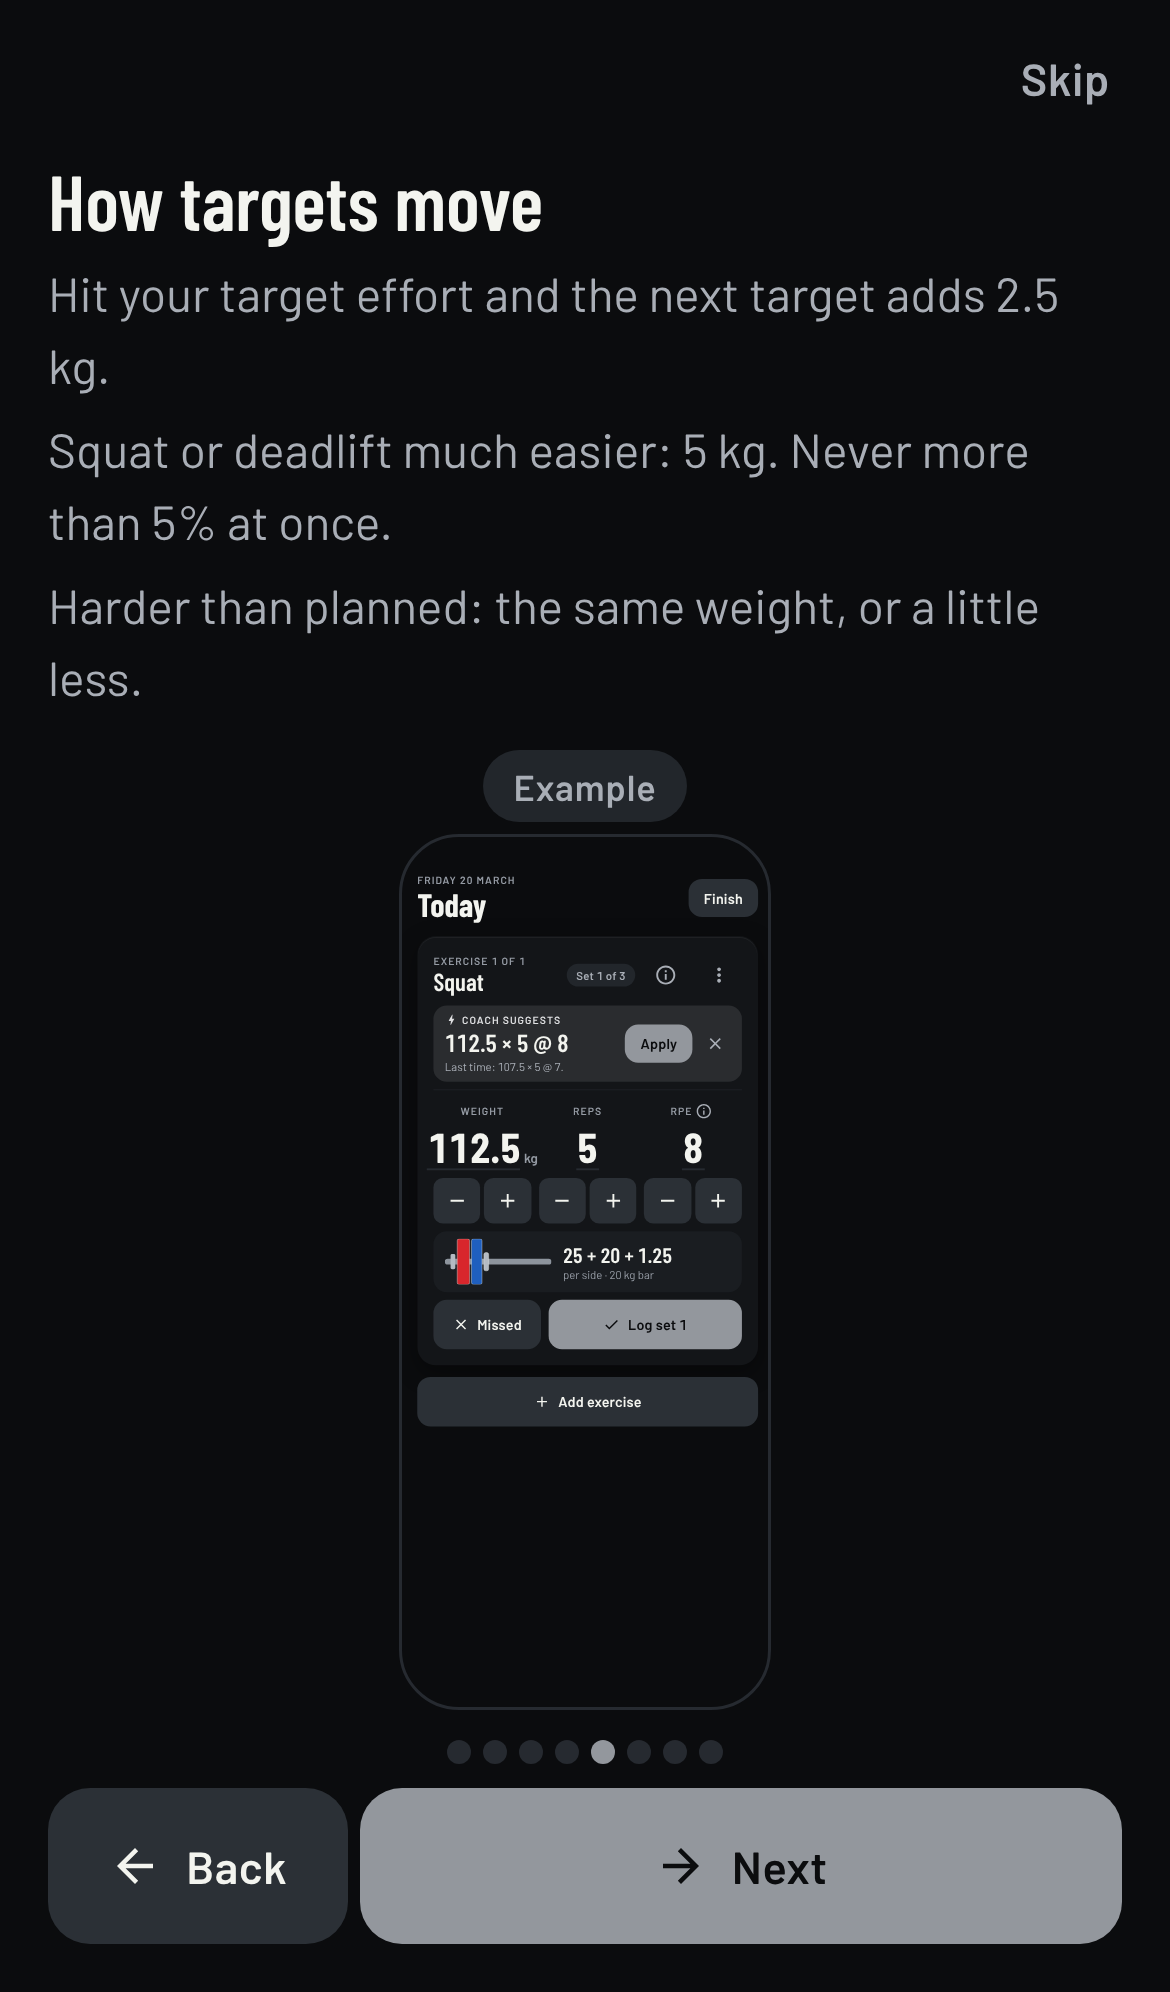 Skip
How targets move
Hit your target effort and the next target adds 2.5
kg.
Squat or deadlift much easier: 5 kg. Never more
than 5% at once.
Harder than planned: the same weight, or a little
less.
Example
FRIDAY 20 MARCH
Today
Finish
EXERCISE 1 OF 1
Squat
Set 1 of 3
COACH SUGGESTS
112.5 × 5 @ 8
Last time: 107.5 × 5 @ 7.
Apply
WEIGHT REPS RPE
112.5 kg 5 8
25 + 20 + 1.25
per side · 20 kg bar
Missed
Log set 1
Add exercise
Back
Next